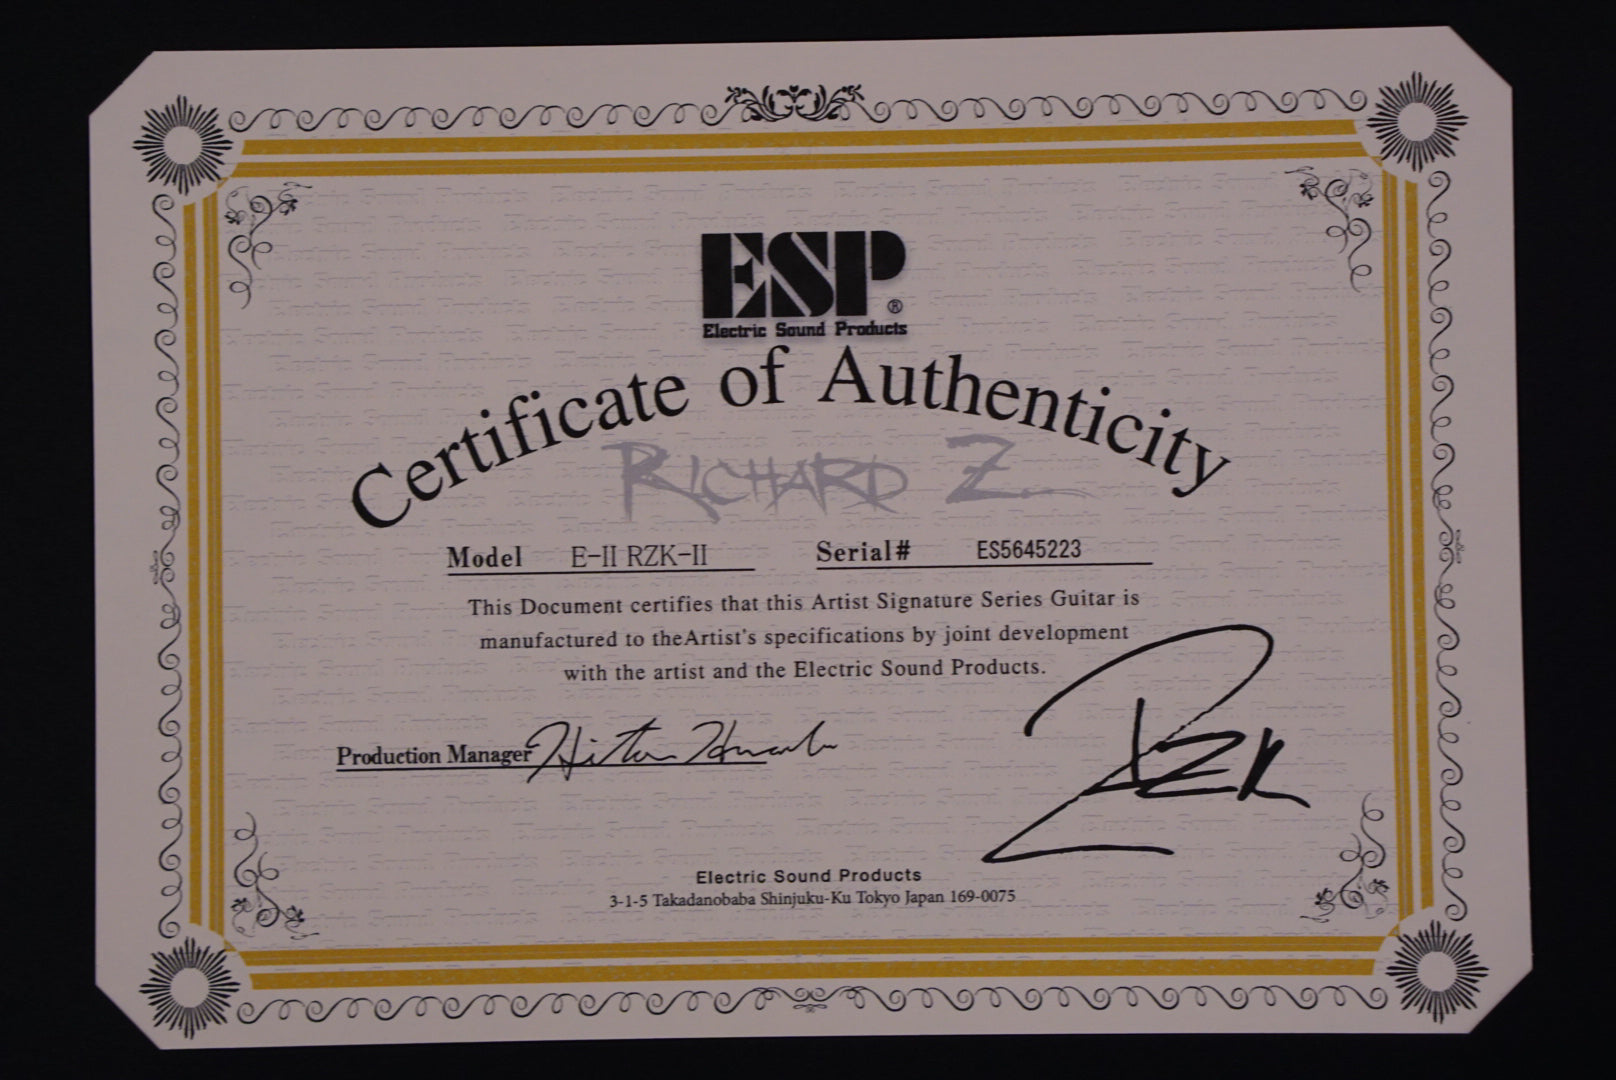 ESP®
Electric Sound Products
Certificate of Authenticity
RICHARD Z.
Model E-II RZK-II Serial# ES5645223
This Document certifies that this Artist Signature Series Guitar is
manufactured to theArtist's specifications by joint development
with the artist and the Electric Sound Products.
Production Manager
RZK
Electric Sound Products
3-1-5 Takadanobaba Shinjuku-Ku Tokyo Japan 169-0075